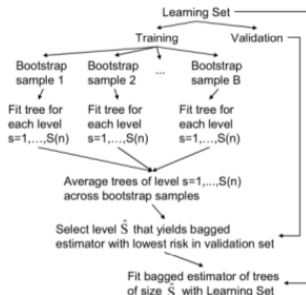 Learning Set
Training
Validation
Bootstrap sample 1
Bootstrap sample 2
...
Bootstrap sample B
Fit tree for each level s=1,...,S(n)
Fit tree for each level s=1,...,S(n)
Fit tree for each level s=1,...,S(n)
Average trees of level s=1,...,S(n)
across bootstrap samples
Select level Ŝ that yields bagged
estimator with lowest risk in validation set
Fit bagged estimator of trees
of size Ŝ with Learning Set